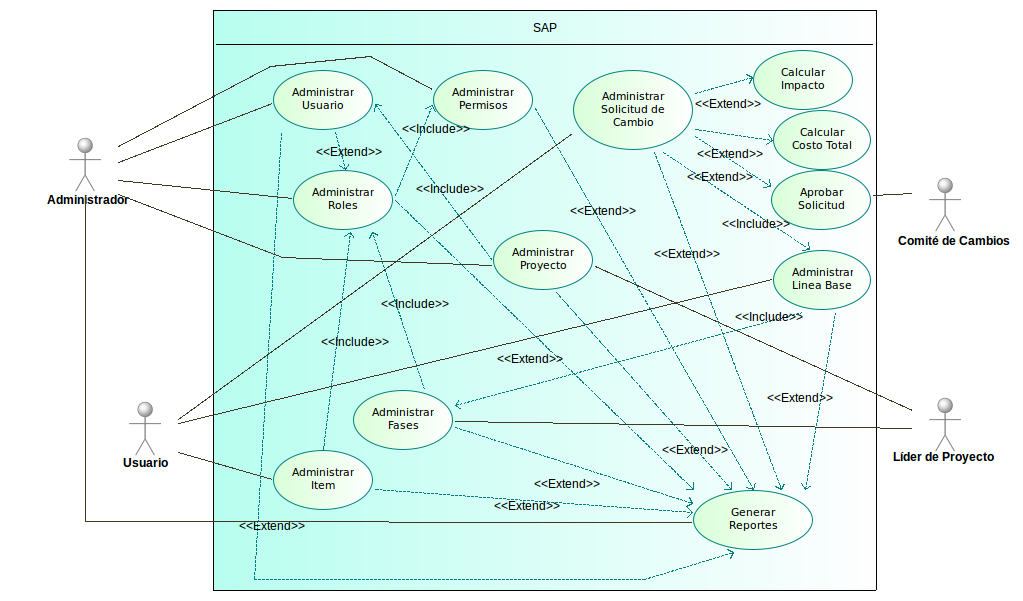 SAP
Administrar
Usuario
Administrar
Permisos
Administrar
Solicitud de
Cambio
Calcular
Impacto
<<Extend>>
<<Include>>
Calcular
Costo Total
<<Extend>>
<<Extend>>
<<Extend>>
Administrar
Roles
<<Include>>
Aprobar
Solicitud
Administrador
Comité de Cambios
<<Extend>>
<<Include>>
Administrar
Proyecto
<<Extend>>
Administrar
Linea Base
<<Include>>
<<Include>>
<<Include>>
<<Extend>>
<<Extend>>
Administrar
Fases
Usuario
Líder de Proyecto
<<Extend>>
Administrar
Item
<<Extend>>
<<Extend>>
Generar
Reportes
<<Extend>>